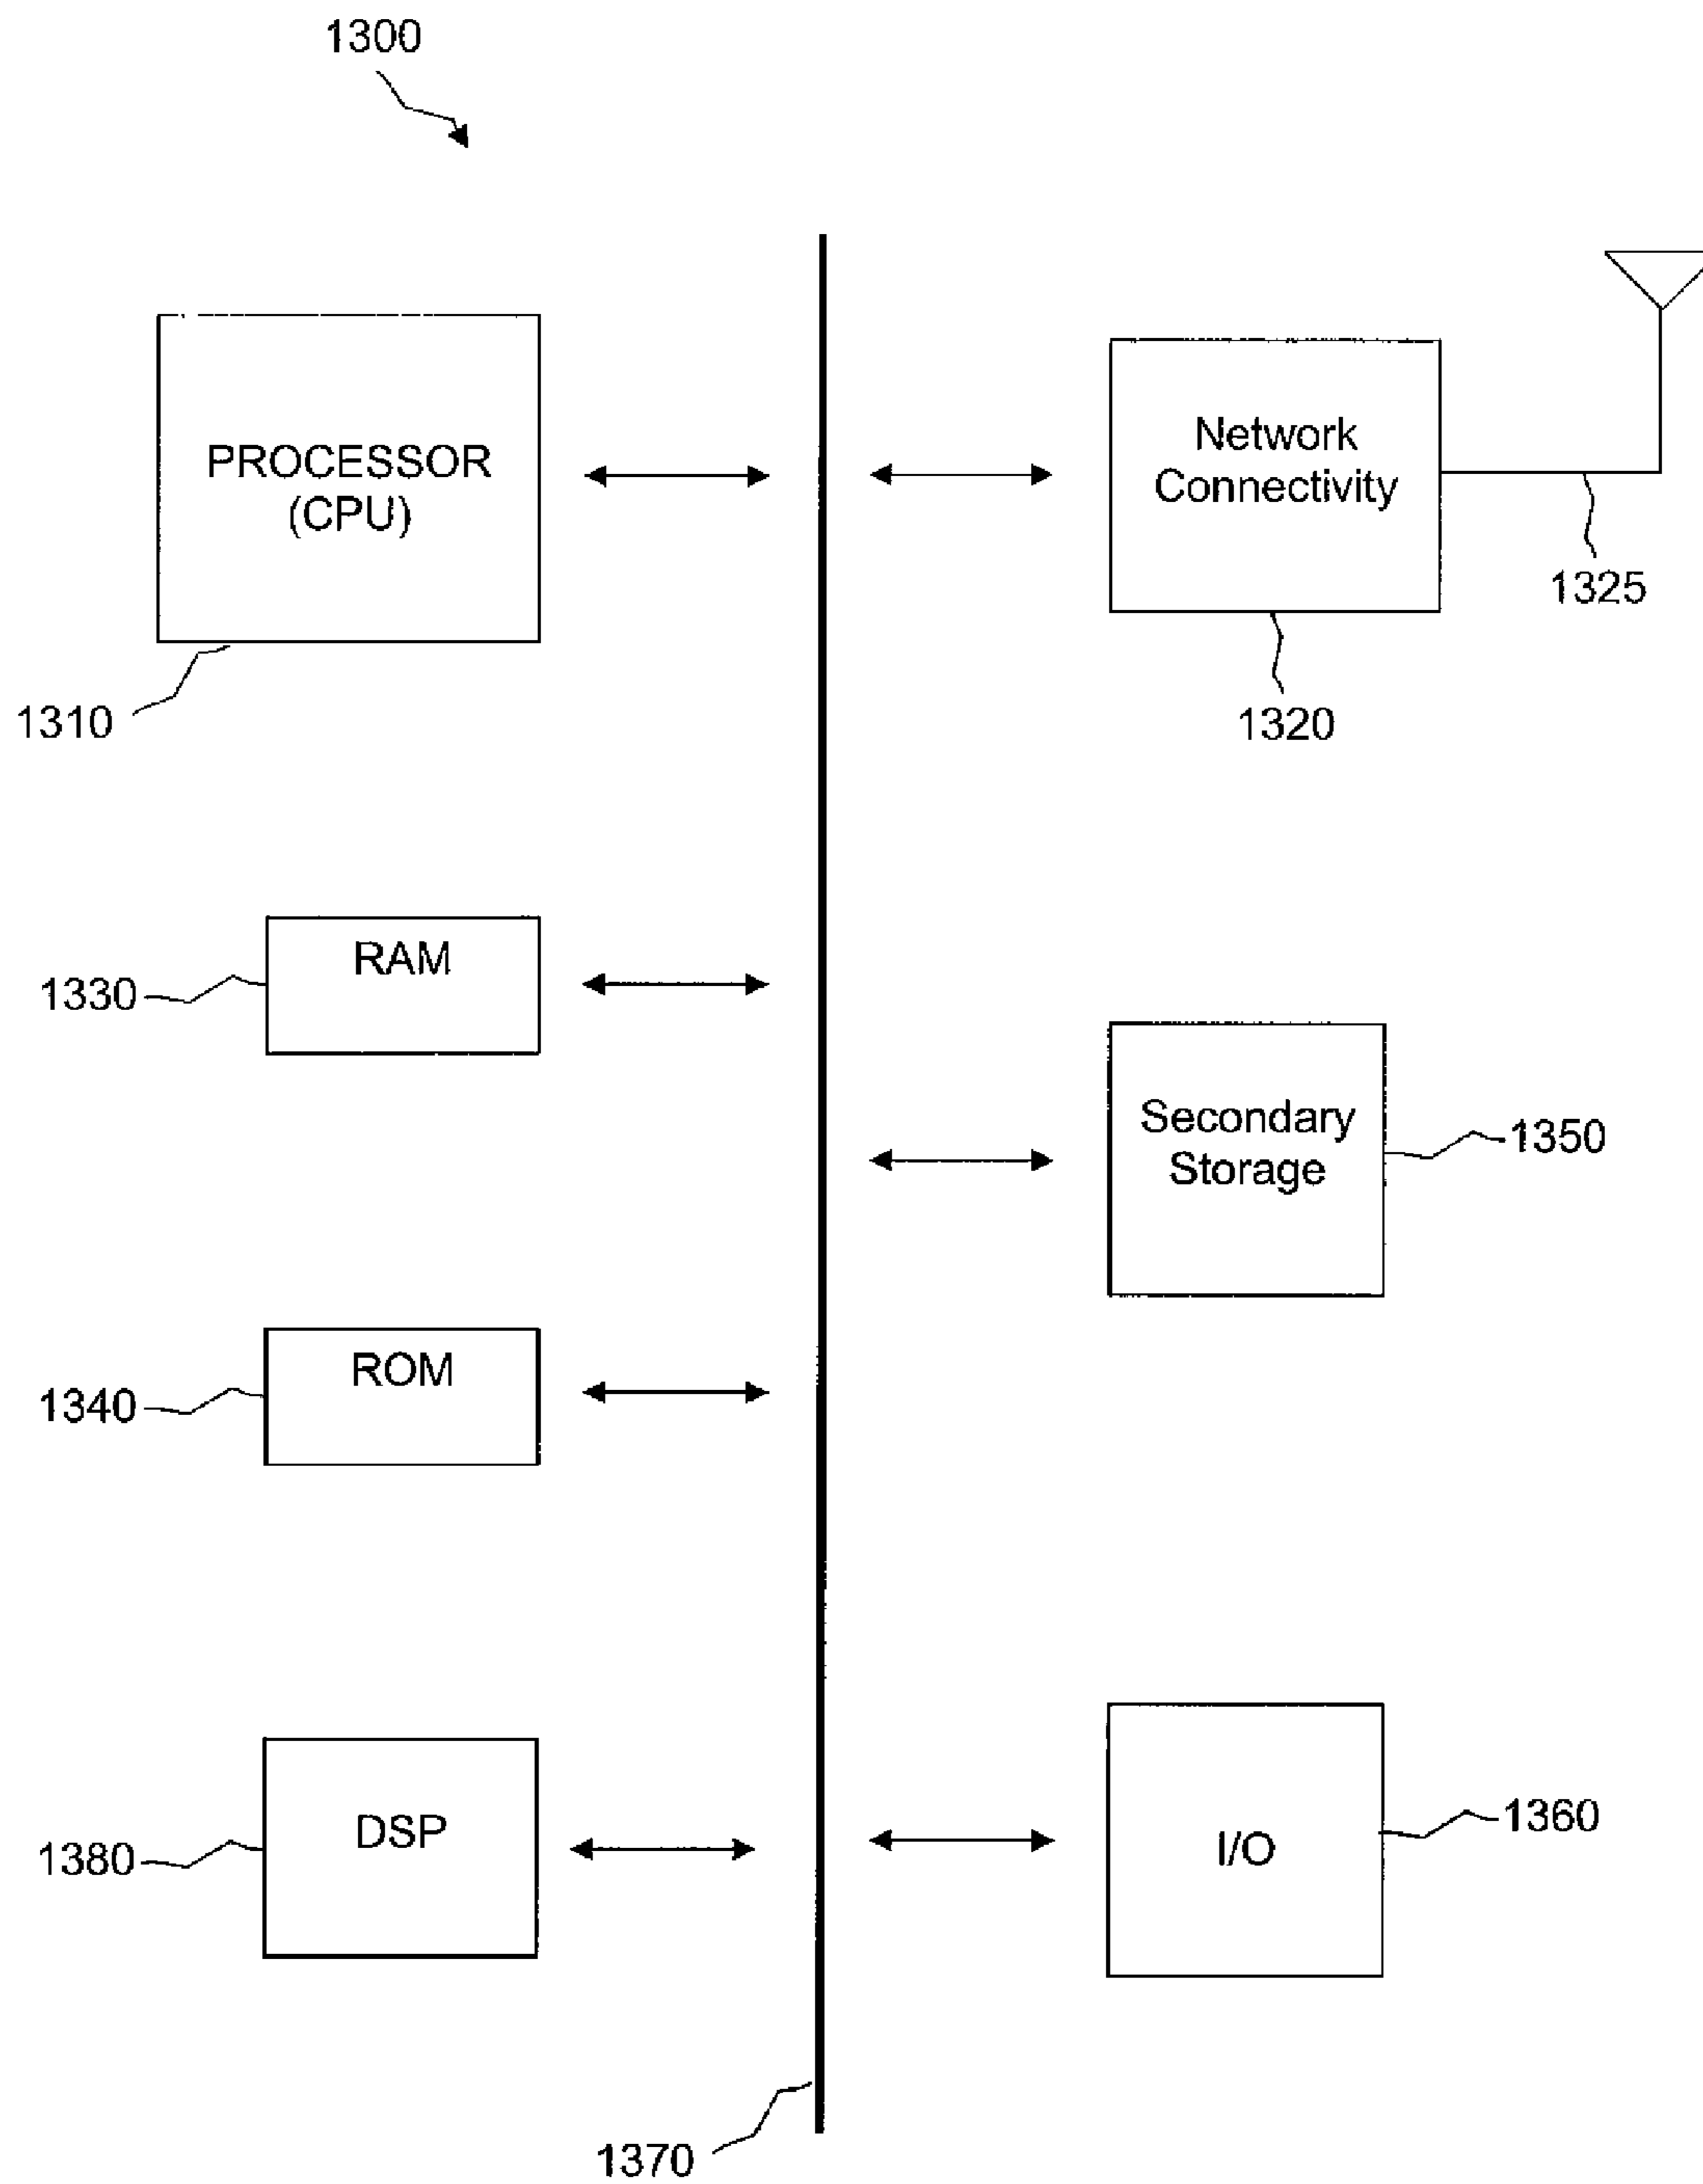 1300
PROCESSOR
(CPU)
1310
Network
Connectivity
1325
1320
RAM
1330
Secondary
Storage
1350
ROM
1340
DSP
1380
I/O
1360
1370